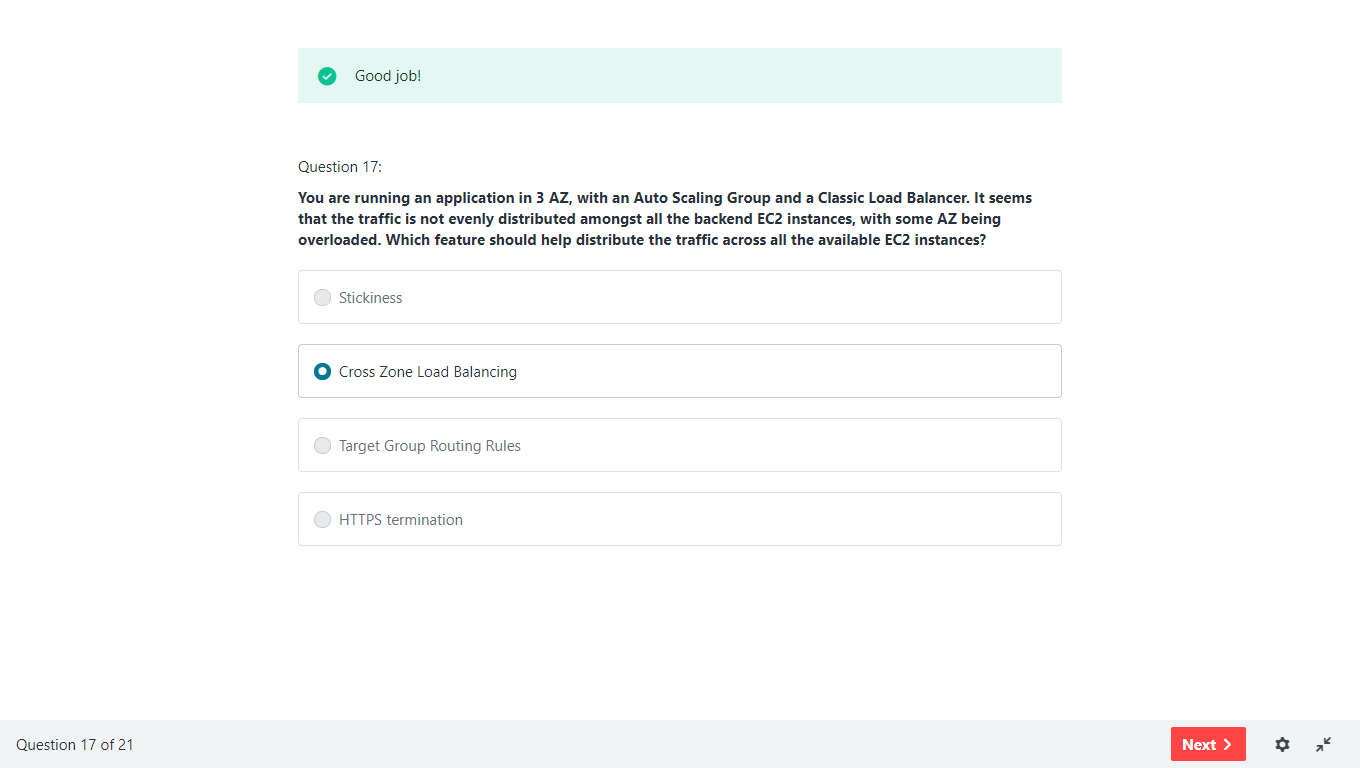 Good job!
Question 17:
You are running an application in 3 AZ, with an Auto Scaling Group and a Classic Load Balancer. It seems
that the traffic is not evenly distributed amongst all the backend EC2 instances, with some AZ being
overloaded. Which feature should help distribute the traffic across all the available EC2 instances?
Stickiness
Cross Zone Load Balancing
Target Group Routing Rules
HTTPS termination
Question 17 of 21
Next